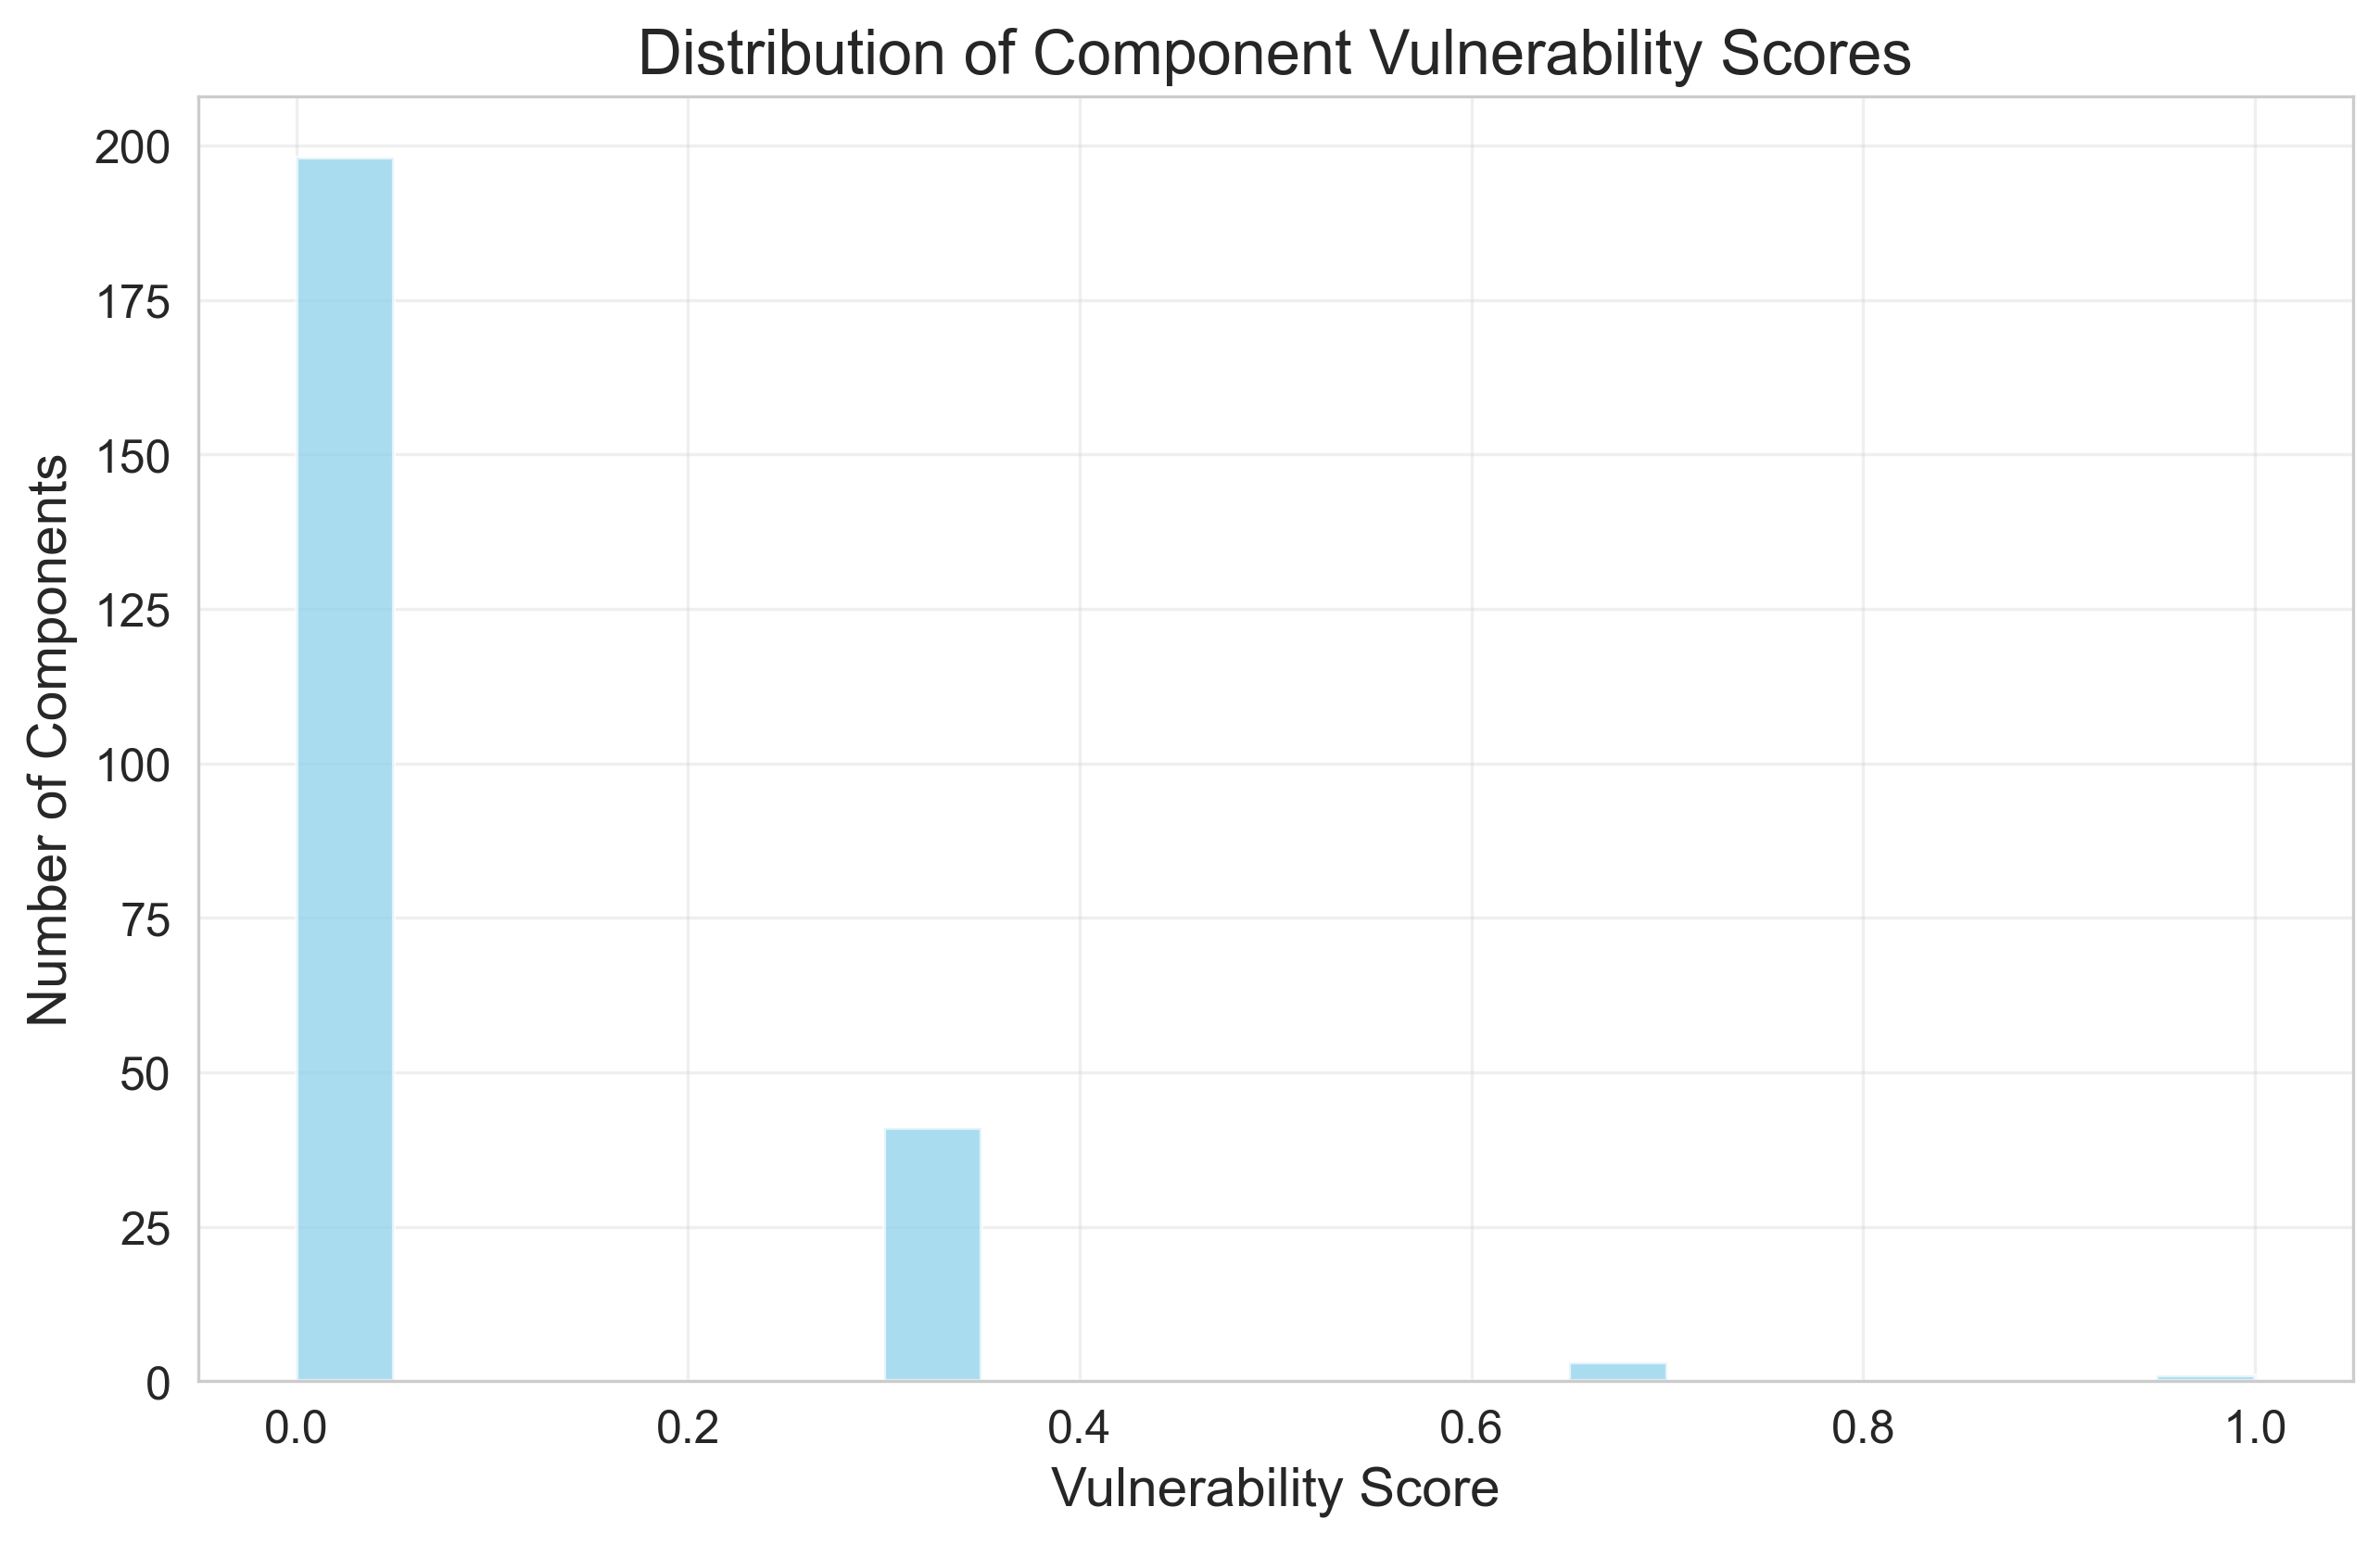 Distribution of Component Vulnerability Scores
200
175
150
125
100
75
50
25
0
Number of Components
0.0 0.2 0.4 0.6 0.8 1.0
Vulnerability Score